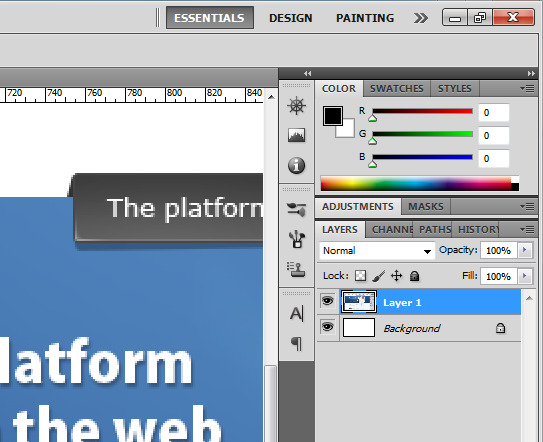 ESSENTIALS DESIGN PAINTING
720 740 760 780 800 820 840
COLOR SWATCHES STYLES
R 0
G 0
B 0
ADJUSTMENTS MASKS
LAYERS CHANNE PATHS HISTORY
Normal Opacity: 100%
Lock: Fill: 100%
Layer 1
Background
A
The platform
latform
the web